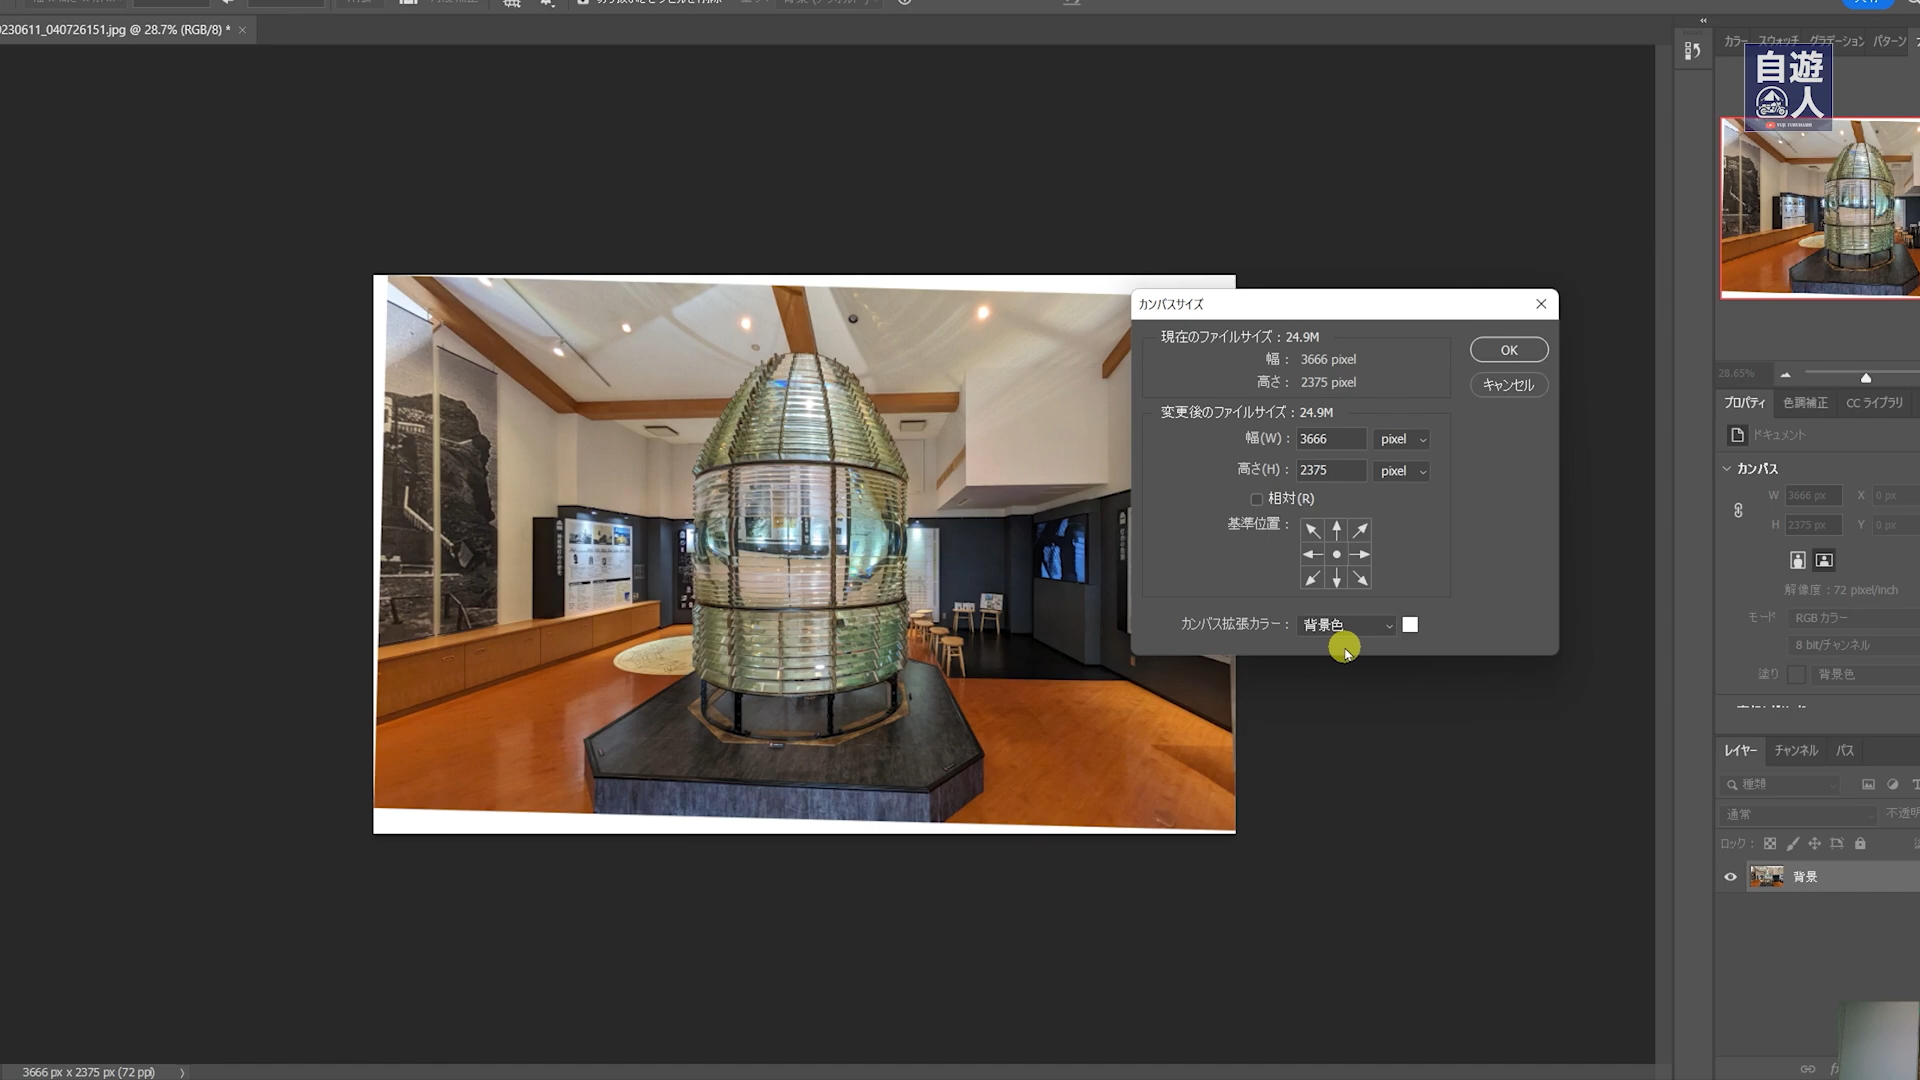 230611_040726151.jpg @ 28.7% (RGB/8) *
カラー スウォッチ グラデーション パターン
自遊人
カンバスサイズ
現在のファイルサイズ：24.9M
幅： 3666 pixel
高さ： 2375 pixel
OK
キャンセル
変更後のファイルサイズ：24.9M
幅(W)： 3666 pixel
高さ(H)： 2375 pixel
相対(R)
基準位置：
カンバス拡張カラー： 背景色
28.65%
プロパティ 色調補正 CC ライブラリ
ドキュメント
カンバス
W 3666 px X 0 px
H 2375 px Y 0 px
解像度：72 pixel/inch
モード RGB カラー
8 bit/チャンネル
塗り 背景色
レイヤー チャンネル パス
種類
通常 不透明
ロック：
背景
3666 px x 2375 px (72 ppi)